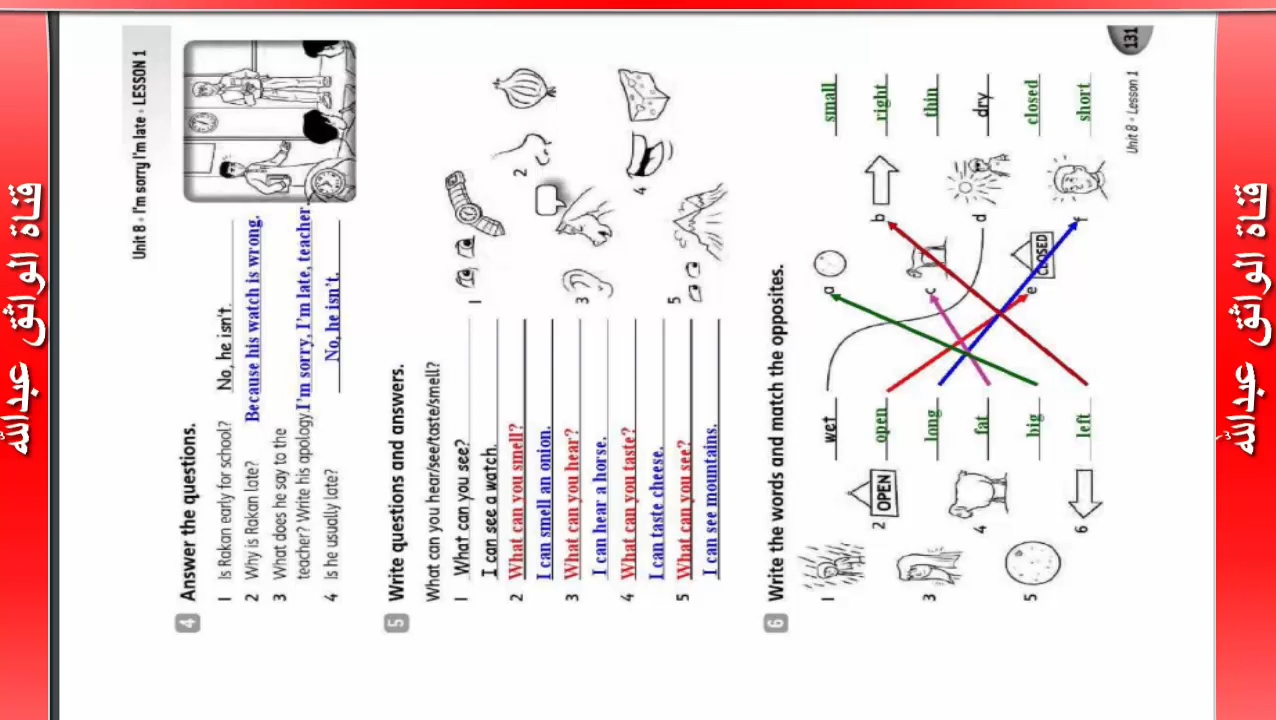 قناة الواثق عبدالله
Unit 8 • I'm sorry I'm late • LESSON 1
4 Answer the questions.
1 Is Rakan early for school? No, he isn't.
2 Why is Rakan late? Because his watch is wrong.
3 What does he say to the
teacher? Write his apology. I'm sorry, I'm late, teacher.
4 Is he usually late? No, he isn't.
5 Write questions and answers.
What can you hear/see/taste/smell?
1 What can you see?
I can see a watch.
2 What can you smell?
I can smell an onion.
3 What can you hear?
I can hear a horse.
4 What can you taste?
I can taste cheese.
5 What can you see?
I can see mountains.
1
2
3
4
5
6 Write the words and match the opposites.
1 wet a small
2 OPEN open b right
3 long c thin
4 fat d dry
5 big e CLOSED closed
6 left f short
Unit 8 • Lesson 1 131
قناة الواثق عبدالله